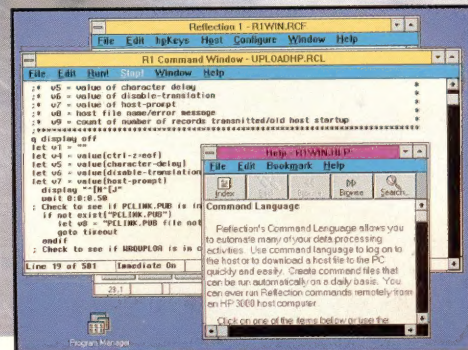 Reflection 1 - R1WIN.RCF
File Edit hpKeys Host Configure Window Help
R1 Command Window - UPLOADHP.RCL
File Edit Run! Stop! Window Help
;* v5 = value of character delay *
;* v6 = value of disable-translation *
;* v7 = value of host-prompt *
;* v8 = host file name/error message *
;* v9 = count of number of records transmitted/old host startup *
q display off
let v1 = ""
let v4 = value(ctrl-z-eof)
let v5 = value(character-delay)
let v6 = value(disable-translation
let v7 = value(host-prompt)
display "^[H^[J"
wait 0:0:0.50
; Check to see if PCLINK.PUB is in
if not exist("PCLINK.PUB")
let v8 = "PCLINK.PUB file not
goto timeout
endif
; Check to see if WRQUPLOA is in c
Line 19 of 501 Immediate On
Help - R1WIN.HLP
File Edit Bookmark Help
Index
Browse
Search
Command Language
Reflection's Command Language allows you
to automate many of your data processing
activities. Use command language to log on to
the host or to download a host file to the PC
quickly and easily. Create command files that
can be run automatically on a daily basis. You
can even run Reflection commands remotely from
an HP 3000 host computer.
Click on one of the items below or use the
Program Manager